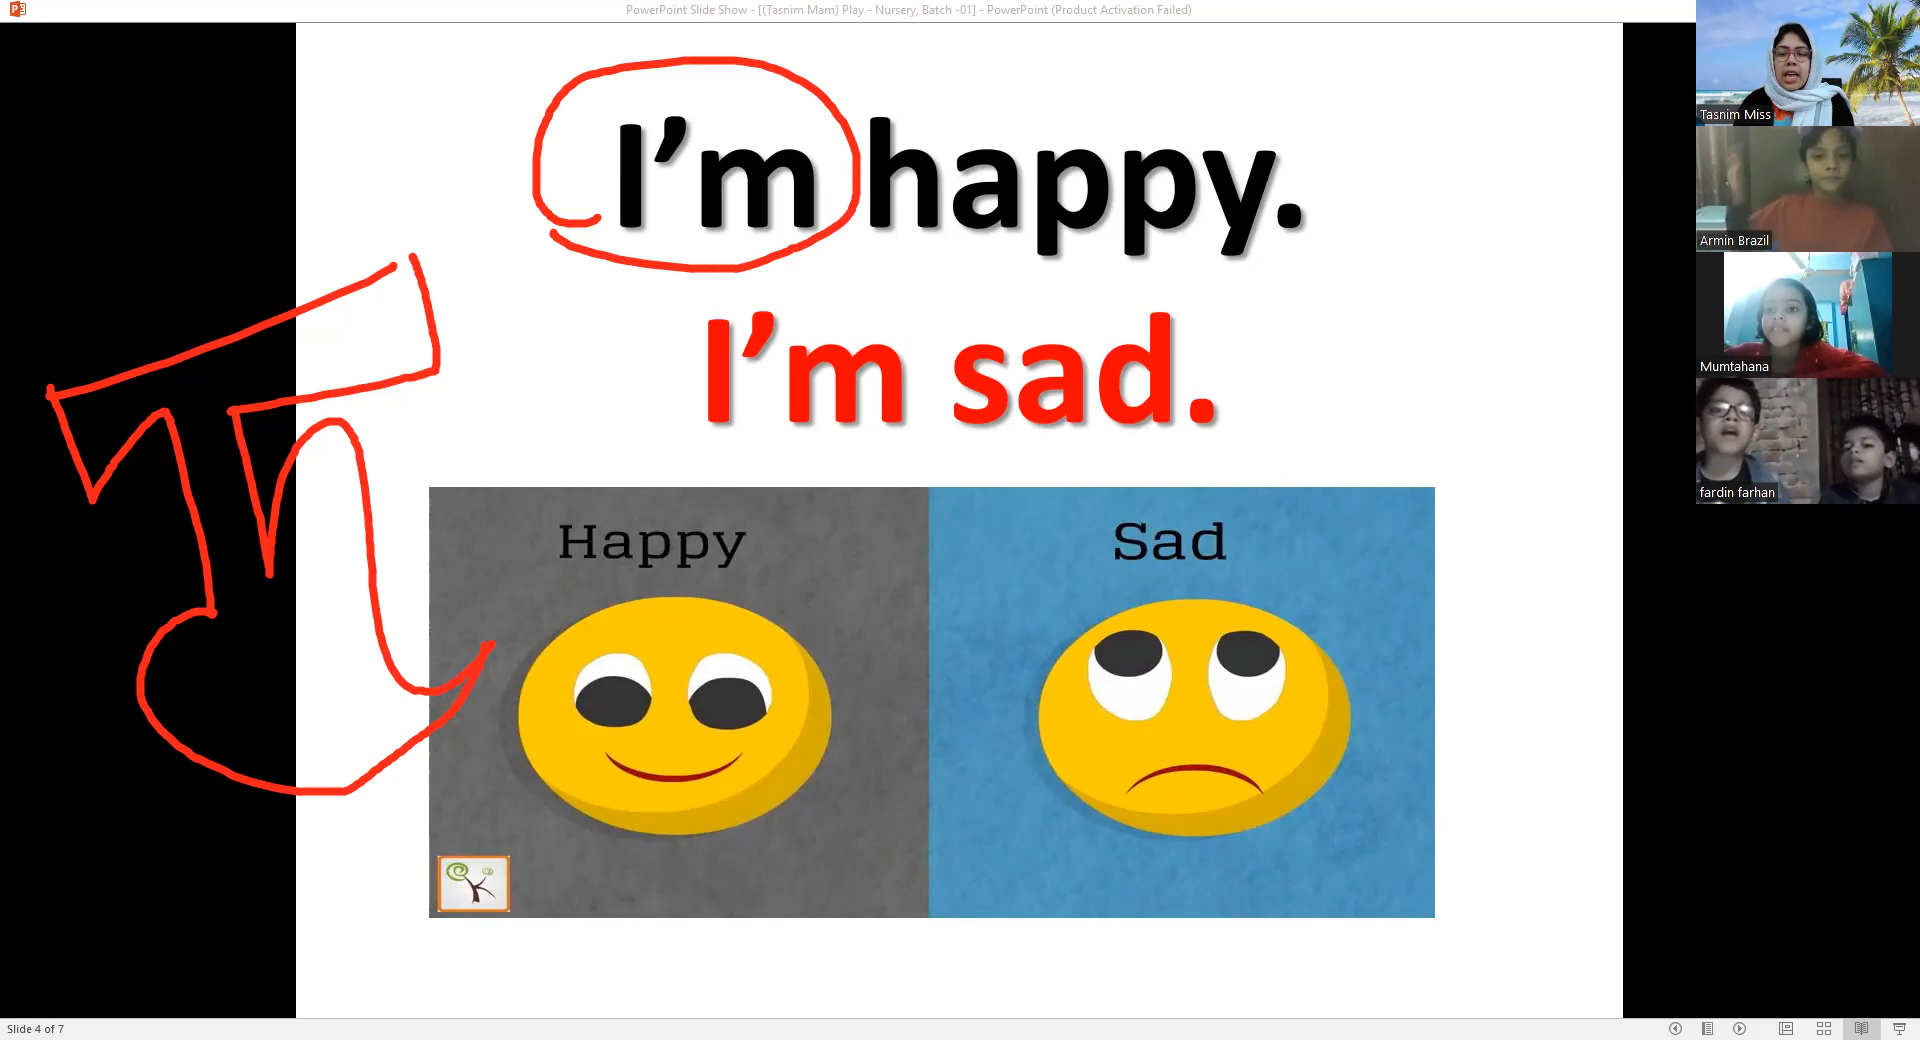 PowerPoint Slide Show - [(Tasnim Mam) Play - Nursery, Batch -01] - PowerPoint (Product Activation Failed)
I'm happy.
I'm sad.
Happy
Sad
Tasnim Miss
Armin Brazil
Mumtahana
fardin farhan
Slide 4 of 7